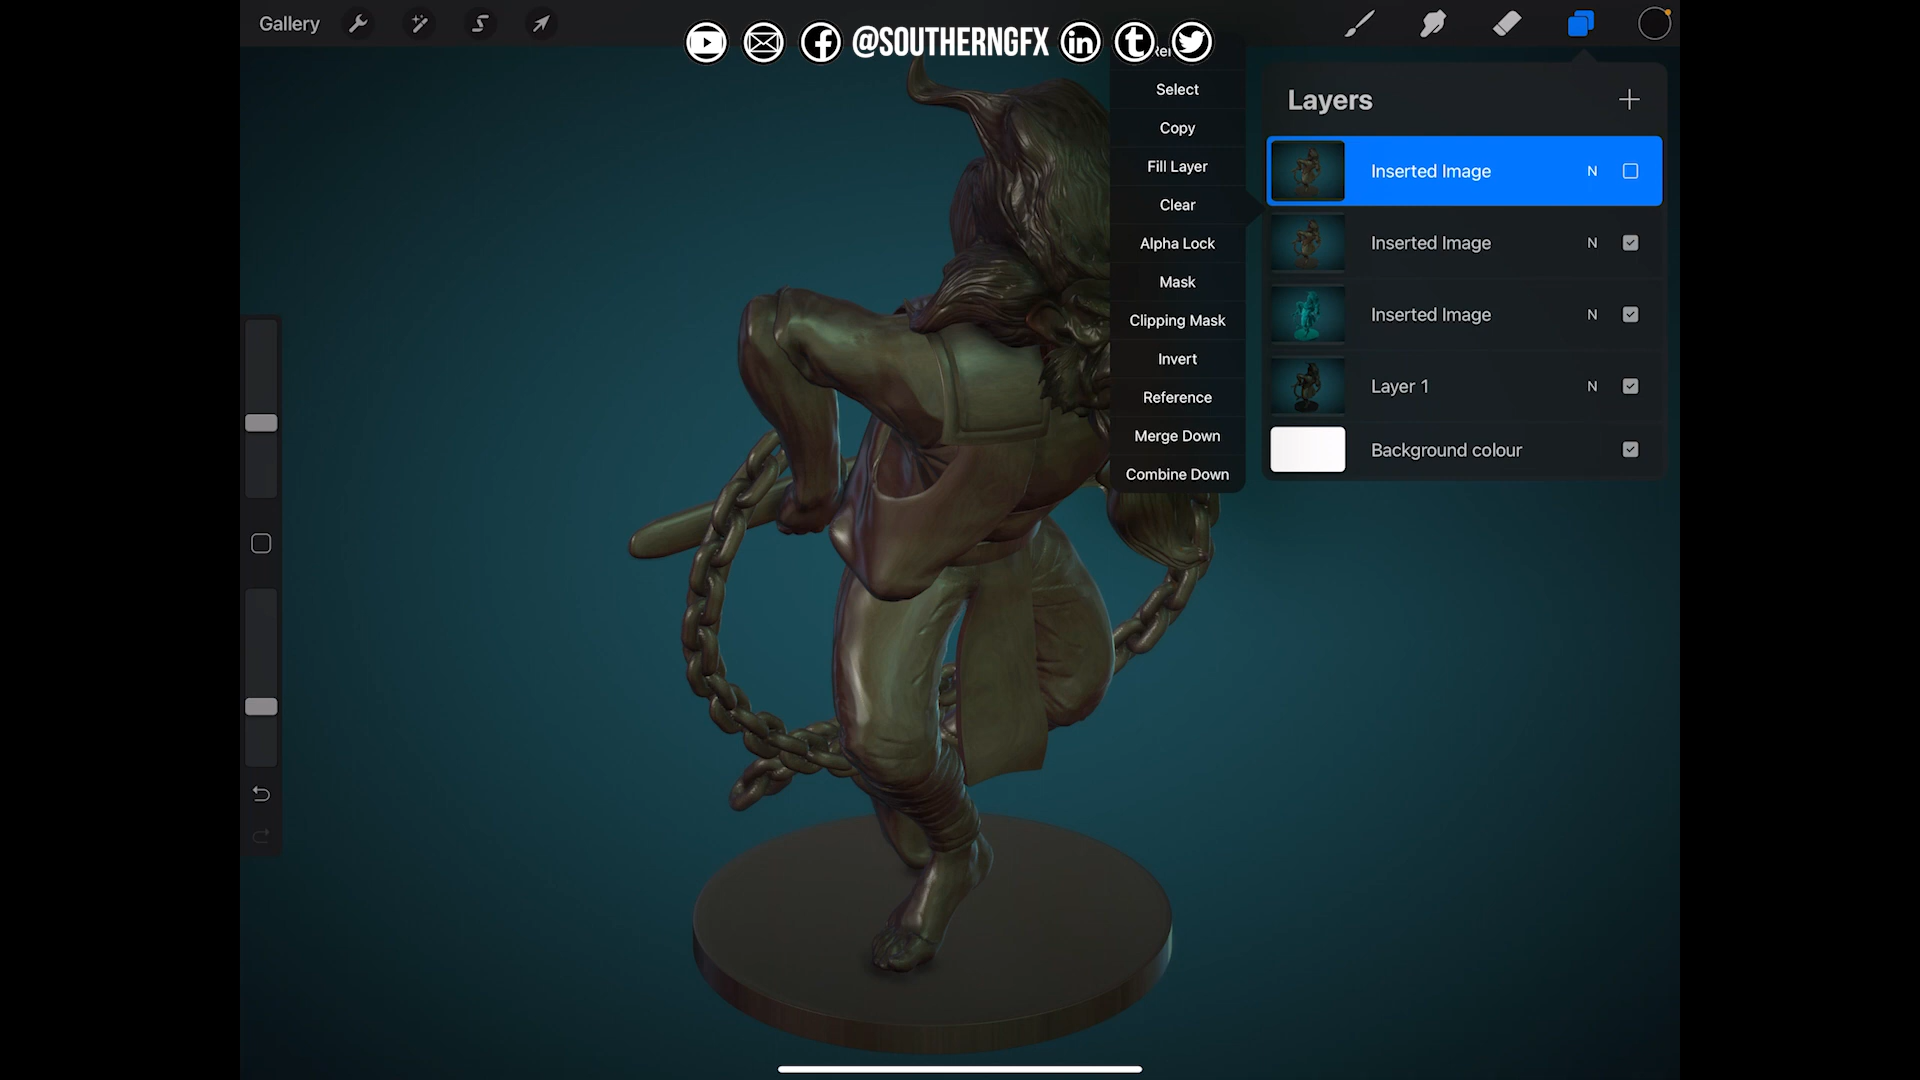 Gallery
@SOUTHERNGFX
Select
Copy
Fill Layer
Clear
Alpha Lock
Mask
Clipping Mask
Invert
Reference
Merge Down
Combine Down
Layers
Inserted Image N
Inserted Image N
Inserted Image N
Layer 1 N
Background colour